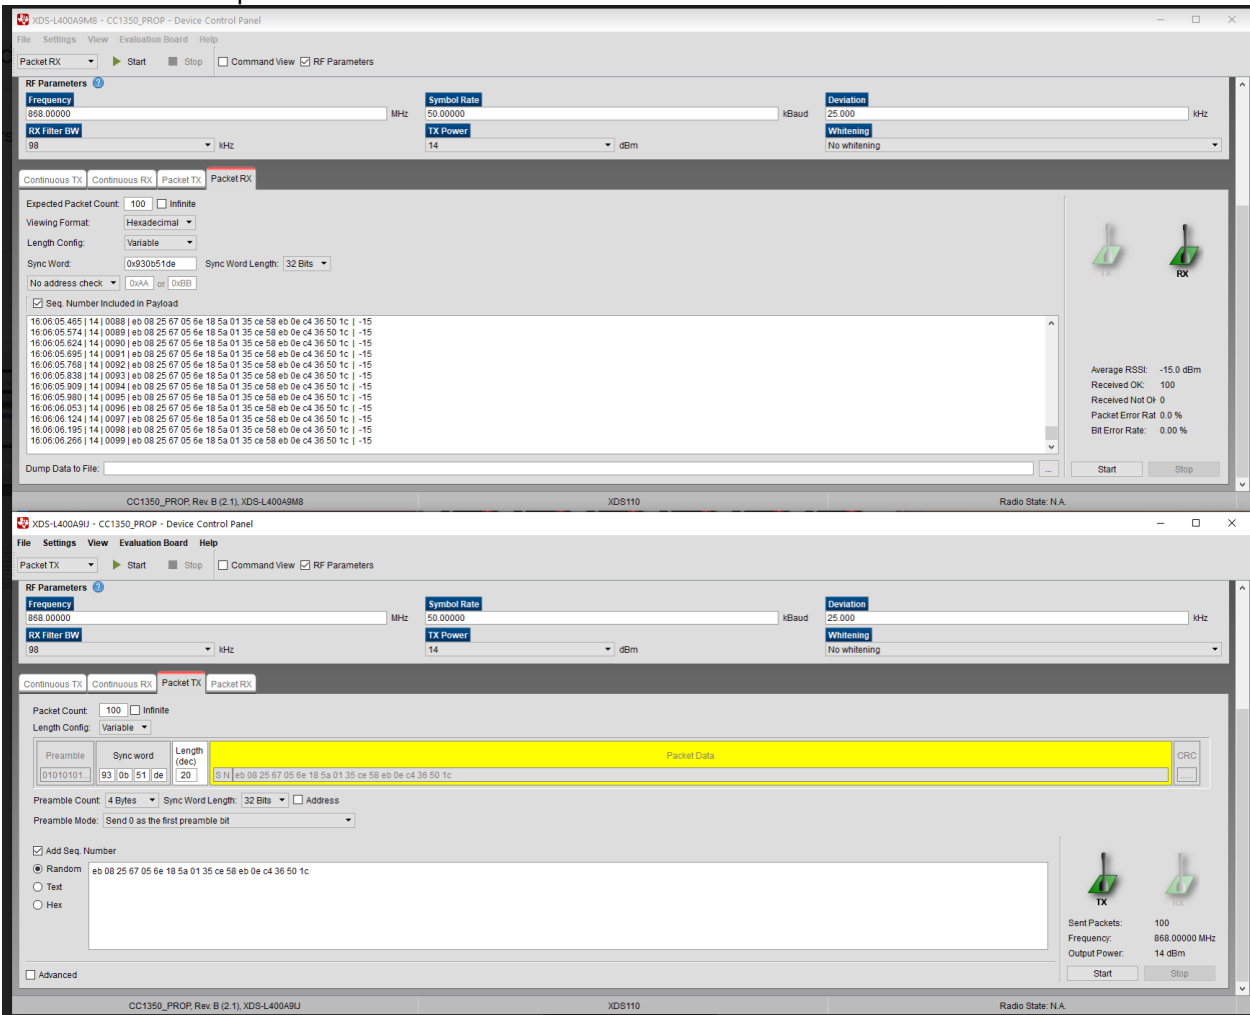 XDS-L400A9M8 - CC1350_PROP - Device Control Panel
File Settings View Evaluation Board Help
Packet RX Start Stop Command View RF Parameters
RF Parameters
Frequency Symbol Rate Deviation
868.00000 MHz 50.00000 kBaud 25.000 kHz
RX Filter BW TX Power Whitening
98 kHz 14 dBm No whitening
Continuous TX Continuous RX Packet TX Packet RX
Expected Packet Count: 100 Infinite
Viewing Format: Hexadecimal
Length Config: Variable
Sync Word: 0x930b51de Sync Word Length: 32 Bits
No address check 0xAA or 0xBB
Seq. Number Included in Payload
TX RX
16:06:05.465 | 14 | 0088 | eb 08 25 67 05 6e 18 5a 01 35 ce 58 eb 0e c4 36 50 1c | -15
16:06:05.574 | 14 | 0089 | eb 08 25 67 05 6e 18 5a 01 35 ce 58 eb 0e c4 36 50 1c | -15
16:06:05.624 | 14 | 0090 | eb 08 25 67 05 6e 18 5a 01 35 ce 58 eb 0e c4 36 50 1c | -15
16:06:05.695 | 14 | 0091 | eb 08 25 67 05 6e 18 5a 01 35 ce 58 eb 0e c4 36 50 1c | -15
16:06:05.768 | 14 | 0092 | eb 08 25 67 05 6e 18 5a 01 35 ce 58 eb 0e c4 36 50 1c | -15
16:06:05.838 | 14 | 0093 | eb 08 25 67 05 6e 18 5a 01 35 ce 58 eb 0e c4 36 50 1c | -15
16:06:05.909 | 14 | 0094 | eb 08 25 67 05 6e 18 5a 01 35 ce 58 eb 0e c4 36 50 1c | -15
16:06:05.980 | 14 | 0095 | eb 08 25 67 05 6e 18 5a 01 35 ce 58 eb 0e c4 36 50 1c | -15
16:06:06.053 | 14 | 0096 | eb 08 25 67 05 6e 18 5a 01 35 ce 58 eb 0e c4 36 50 1c | -15
16:06:06.124 | 14 | 0097 | eb 08 25 67 05 6e 18 5a 01 35 ce 58 eb 0e c4 36 50 1c | -15
16:06:06.195 | 14 | 0098 | eb 08 25 67 05 6e 18 5a 01 35 ce 58 eb 0e c4 36 50 1c | -15
16:06:06.266 | 14 | 0099 | eb 08 25 67 05 6e 18 5a 01 35 ce 58 eb 0e c4 36 50 1c | -15
Average RSSI: -15.0 dBm
Received OK: 100
Received Not OK 0
Packet Error Rat 0.0 %
Bit Error Rate: 0.00 %
Dump Data to File: ... Start Stop
CC1350_PROP, Rev. B (2.1), XDS-L400A9M8 XDS110 Radio State: N.A.
XDS-L400A9IJ - CC1350_PROP - Device Control Panel
File Settings View Evaluation Board Help
Packet TX Start Stop Command View RF Parameters
RF Parameters
Frequency Symbol Rate Deviation
868.00000 MHz 50.00000 kBaud 25.000 kHz
RX Filter BW TX Power Whitening
98 kHz 14 dBm No whitening
Continuous TX Continuous RX Packet TX Packet RX
Packet Count: 100 Infinite
Length Config: Variable
Preamble Sync word Length (dec) Packet Data CRC
01010101... 93 0b 51 de 20 S N eb 08 25 67 05 6e 18 5a 01 35 ce 58 eb 0e c4 36 50 1c ......
Preamble Count: 4 Bytes Sync Word Length: 32 Bits Address
Preamble Mode: Send 0 as the first preamble bit
Add Seq. Number
Random eb 08 25 67 05 6e 18 5a 01 35 ce 58 eb 0e c4 36 50 1c
Text
Hex
TX RX
Sent Packets: 100
Frequency: 868.00000 MHz
Output Power: 14 dBm
Advanced Start Stop
CC1350_PROP, Rev. B (2.1), XDS-L400A9IJ XDS110 Radio State: N.A.